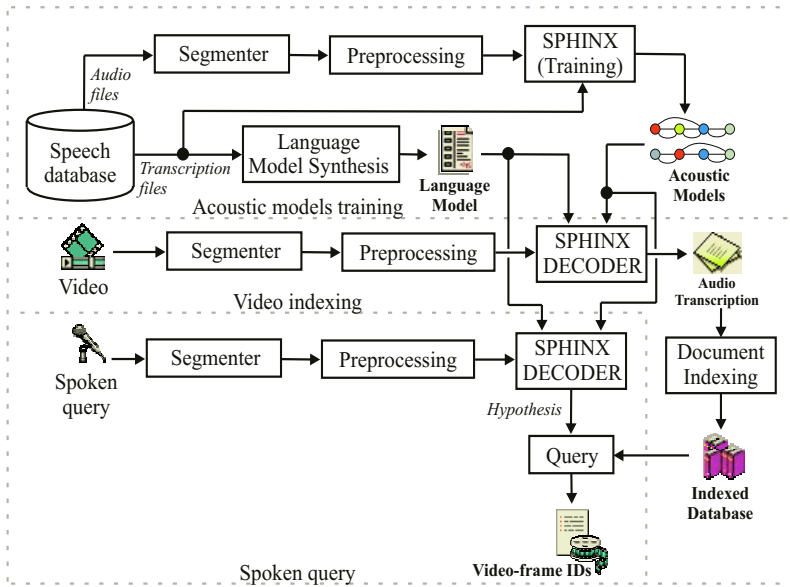 Segmenter
Preprocessing
SPHINX
(Training)
Audio
files
Speech
database
Transcription
files
Language
Model Synthesis
Language
Model
Acoustic
Models
Acoustic models training
Video
Segmenter
Preprocessing
SPHINX
DECODER
Audio
Transcription
Video indexing
Spoken
query
Segmenter
Preprocessing
SPHINX
DECODER
Document
Indexing
Hypothesis
Query
Indexed
Database
Video-frame IDs
Spoken query